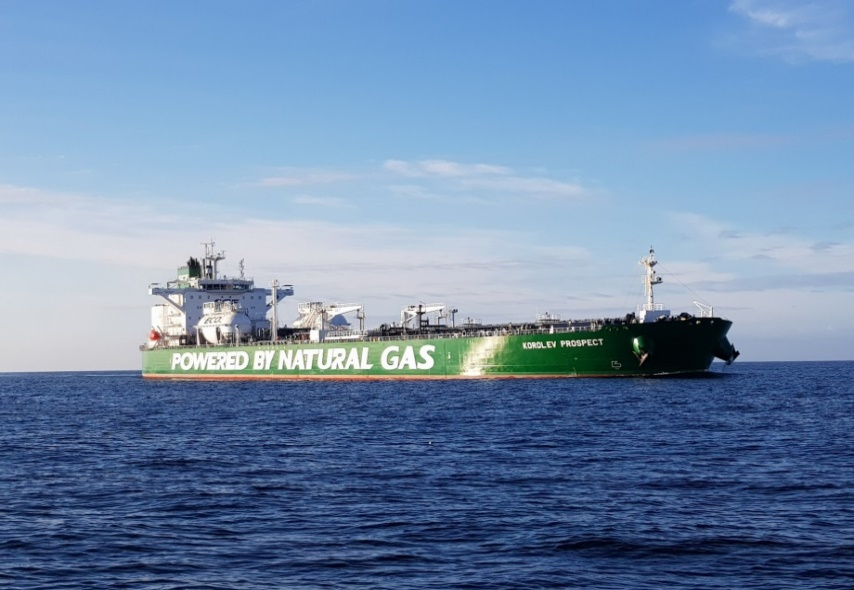 POWERED BY NATURAL GAS
KOROLEV PROSPECT